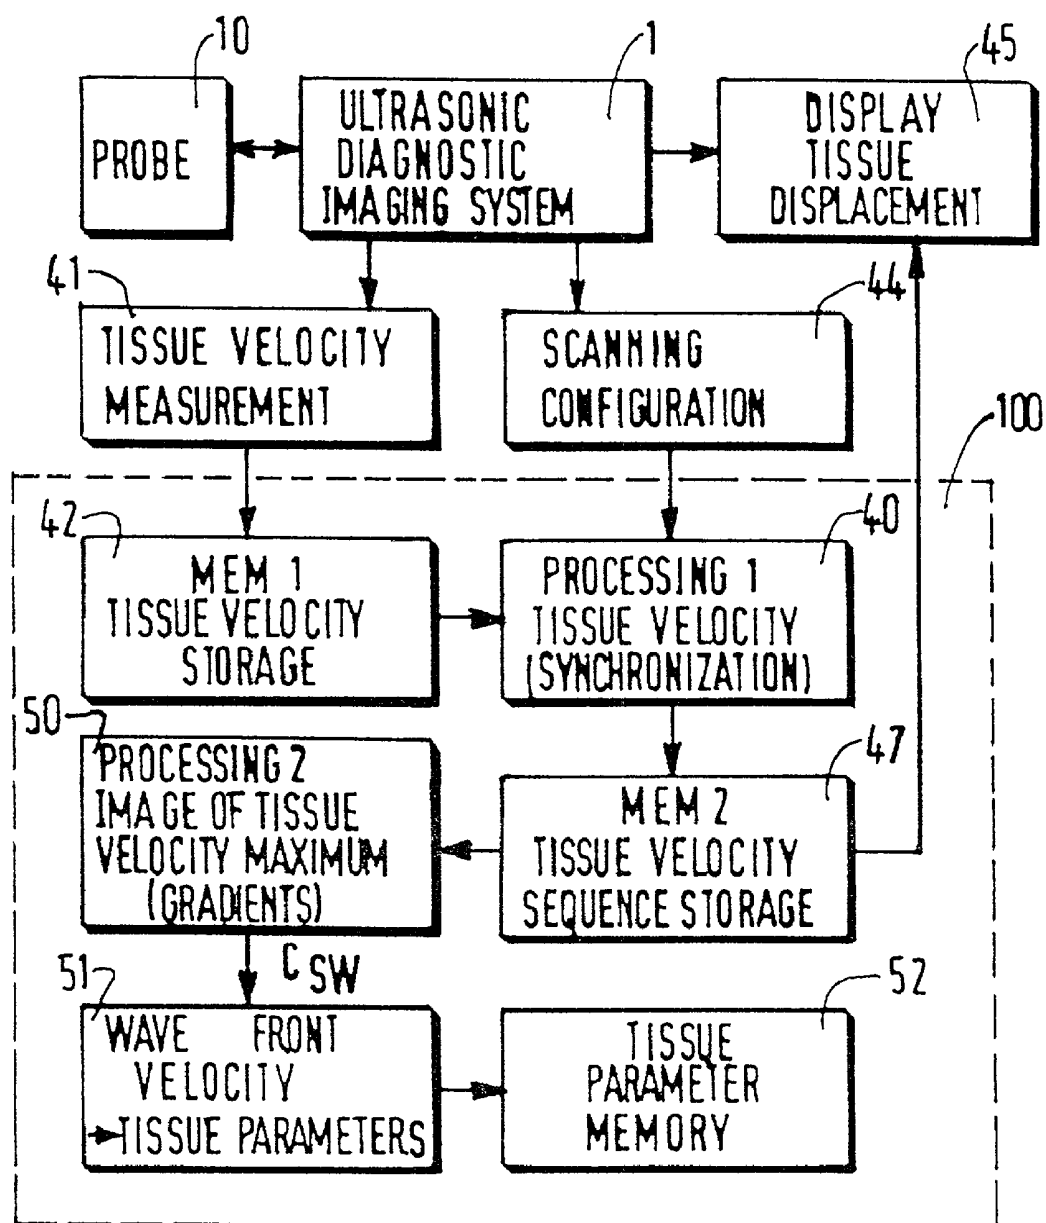 10
1
45
PROBE
ULTRASONIC
DIAGNOSTIC
IMAGING SYSTEM
DISPLAY
TISSUE
DISPLACEMENT
41
44
TISSUE VELOCITY
MEASUREMENT
SCANNING
CONFIGURATION
100
42
40
MEM 1
TISSUE VELOCITY
STORAGE
PROCESSING 1
TISSUE VELOCITY
(SYNCHRONIZATION)
50
47
PROCESSING 2
IMAGE OF TISSUE
VELOCITY MAXIMUM
(GRADIENTS)
MEM 2
TISSUE VELOCITY
SEQUENCE STORAGE
C SW
51
52
WAVE FRONT
VELOCITY
→TISSUE PARAMETERS
TISSUE
PARAMETER
MEMORY